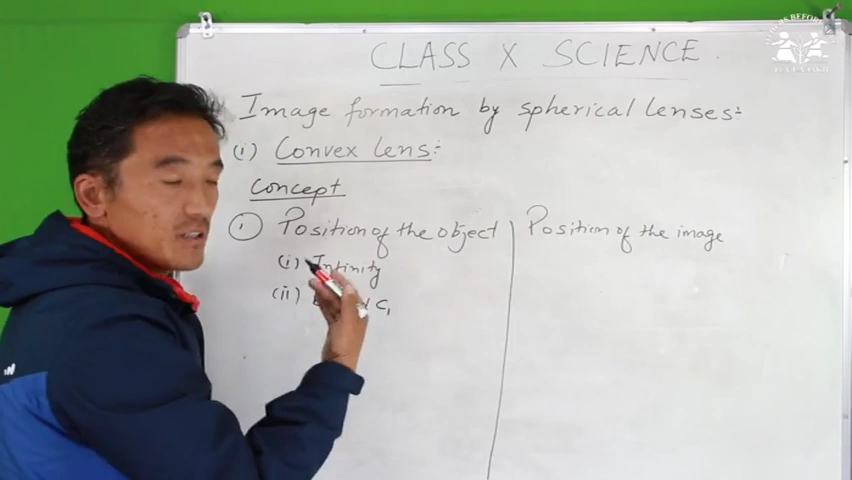 CLASS X SCIENCE
Image formation by spherical lenses:-
(i) Convex lens:-
Concept
1 Position of the object
Position of the image
(i) Infinity
(ii) C₁